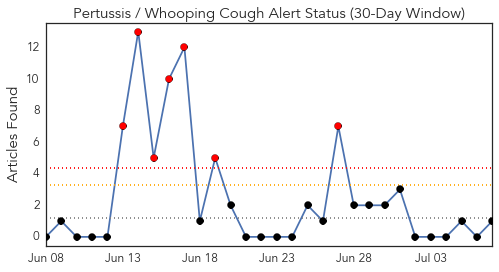 Pertussis / Whooping Cough Alert Status (30-Day Window)
Articles Found
12
10
8
6
4
2
0
Jun 08 Jun 13 Jun 18 Jun 23 Jun 28 Jul 03